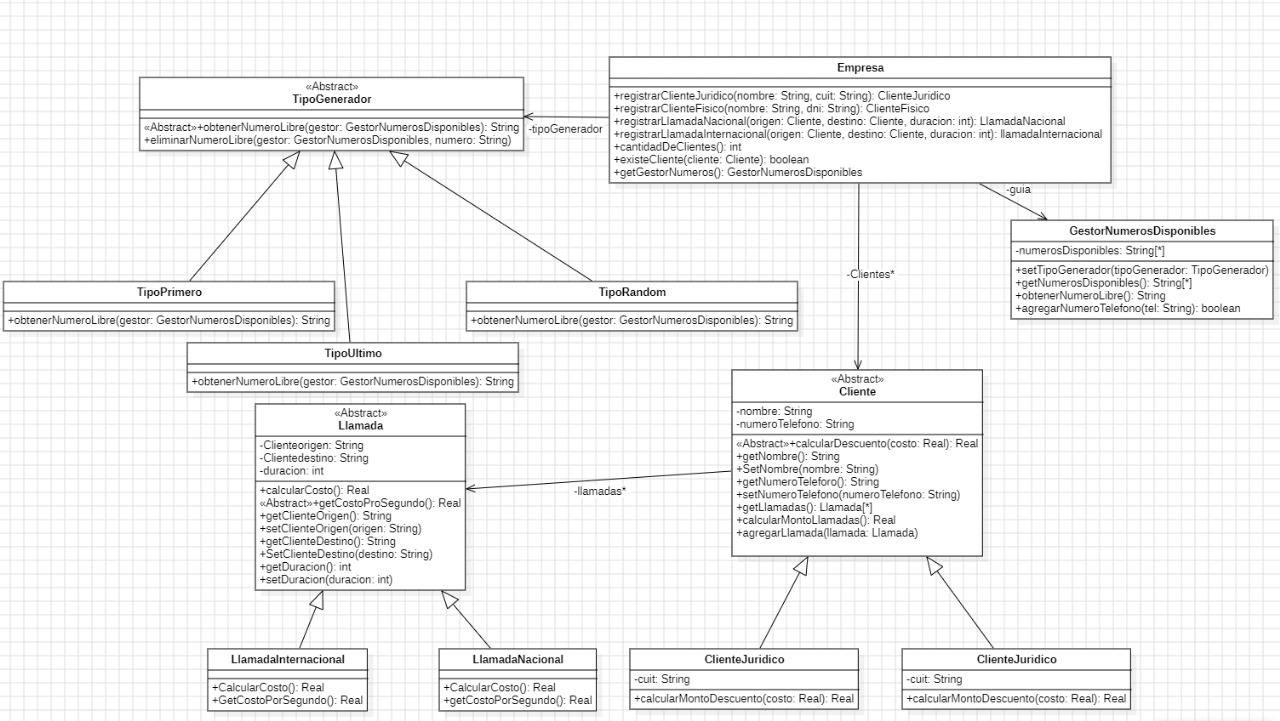 «Abstract»
TipoGenerador
«Abstract»+obtenerNumeroLibre(gestor: GestorNumerosDisponibles): String
+eliminarNumeroLibre(gestor: GestorNumerosDisponibles, numero: String)
-tipoGenerador
Empresa
+registrarClienteJuridico(nombre: String, cuit: String): ClienteJuridico
+registrarClienteFisico(nombre: String, dni: String): ClienteFisico
+registrarLlamadaNacional(origen: Cliente, destino: Cliente, duracion: int): LLamadaNacional
+registrarLlamadaInternacional(origen: Cliente, destino: Cliente, duracion: int): llamadaInternacional
+cantidadDeClientes(): int
+existeCliente(cliente: Cliente): boolean
+getGestorNumeros(): GestorNumerosDisponibles
-guia
GestorNumerosDisponibles
-numerosDisponibles: String[*]
+setTipoGenerador(tipoGenerador: TipoGenerador)
+getNumerosDisponibles(): String[*]
+obtenerNumeroLibre(): String
+agregarNumeroTelefono(tel: String): boolean
-Clientes*
TipoPrimero
+obtenerNumeroLibre(gestor: GestorNumerosDisponibles): String
TipoRandom
+obtenerNumeroLibre(gestor: GestorNumerosDisponibles): String
TipoUltimo
+obtenerNumeroLibre(gestor: GestorNumerosDisponibles): String
«Abstract»
Llamada
-Clienteorigen: String
-Clientedestino: String
-duracion: int
+calcularCosto(): Real
«Abstract»+getCostoProSegundo(): Real
+getClienteOrigen(): String
+setClienteOrigen(origen: String)
+getClienteDestino(): String
+SetClienteDestino(destino: String)
+getDuracion(): int
+setDuracion(duracion: int)
-llamadas*
«Abstract»
Cliente
-nombre: String
-numeroTelefono: String
«Abstract»+calcularDescuento(costo: Real): Real
+getNombre(): String
+SetNombre(nombre: String)
+getNumeroTeleforo(): String
+setNumeroTelefono(numeroTelefono: String)
+getLlamadas(): Llamada[*]
+calcularMontoLlamadas(): Real
+agregarLlamada(llamada: Llamada)
LlamadaInternacional
+CalcularCosto(): Real
+GetCostoPorSegundo(): Real
LlamadaNacional
+CalcularCosto(): Real
+getCostoPorSegundo(): Real
ClienteJuridico
-cuit: String
+calcularMontoDescuento(costo: Real): Real
ClienteJuridico
-cuit: String
+calcularMontoDescuento(costo: Real): Real